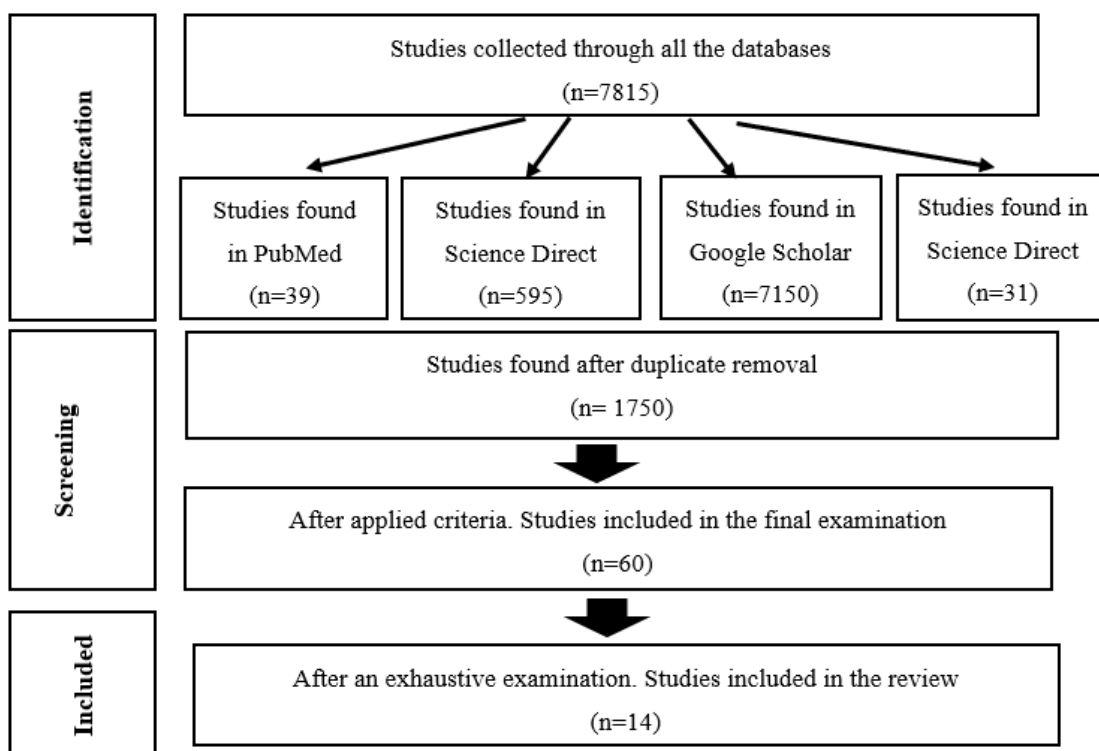 Identification
Studies collected through all the databases
(n=7815)
Studies found
in PubMed
(n=39)
Studies found in
Science Direct
(n=595)
Studies found in
Google Scholar
(n=7150)
Studies found in
Science Direct
(n=31)
Screening
Studies found after duplicate removal
(n= 1750)
After applied criteria. Studies included in the final examination
(n=60)
Included
After an exhaustive examination. Studies included in the review
(n=14)